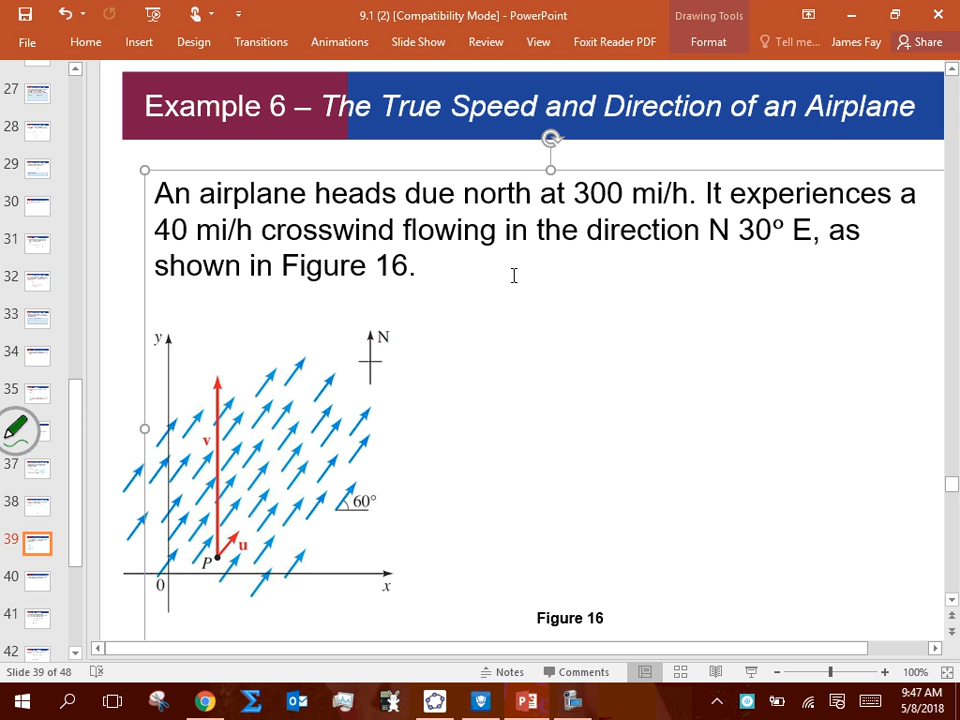 9.1 (2) [Compatibility Mode] - PowerPoint
Drawing Tools
File Home Insert Design Transitions Animations Slide Show Review View Foxit Reader PDF Format Tell me... James Fay Share
27
28
29
30
31
32
33
34
35
37
38
39
40
41
42
Example 6 – The True Speed and Direction of an Airplane
An airplane heads due north at 300 mi/h. It experiences a
40 mi/h crosswind flowing in the direction N 30° E, as
shown in Figure 16.
y
N
v
60°
u
P
0
x
Figure 16
Slide 39 of 48
Notes
Comments
100%
9:47 AM
5/8/2018